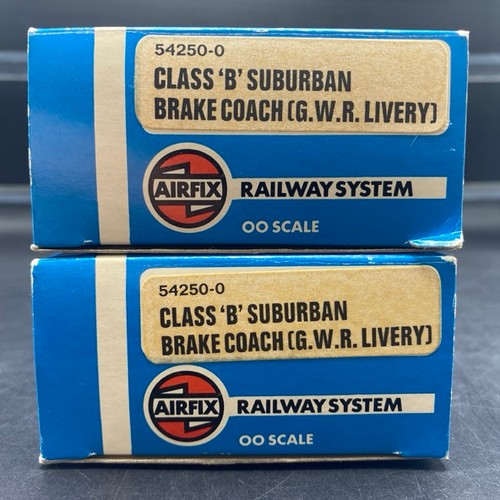 54250-0
CLASS ‘B’ SUBURBAN
BRAKE COACH (G.W.R. LIVERY)
AIRFIX RAILWAY SYSTEM
OO SCALE
54250-0
CLASS ‘B’ SUBURBAN
BRAKE COACH (G.W.R. LIVERY)
AIRFIX RAILWAY SYSTEM
OO SCALE